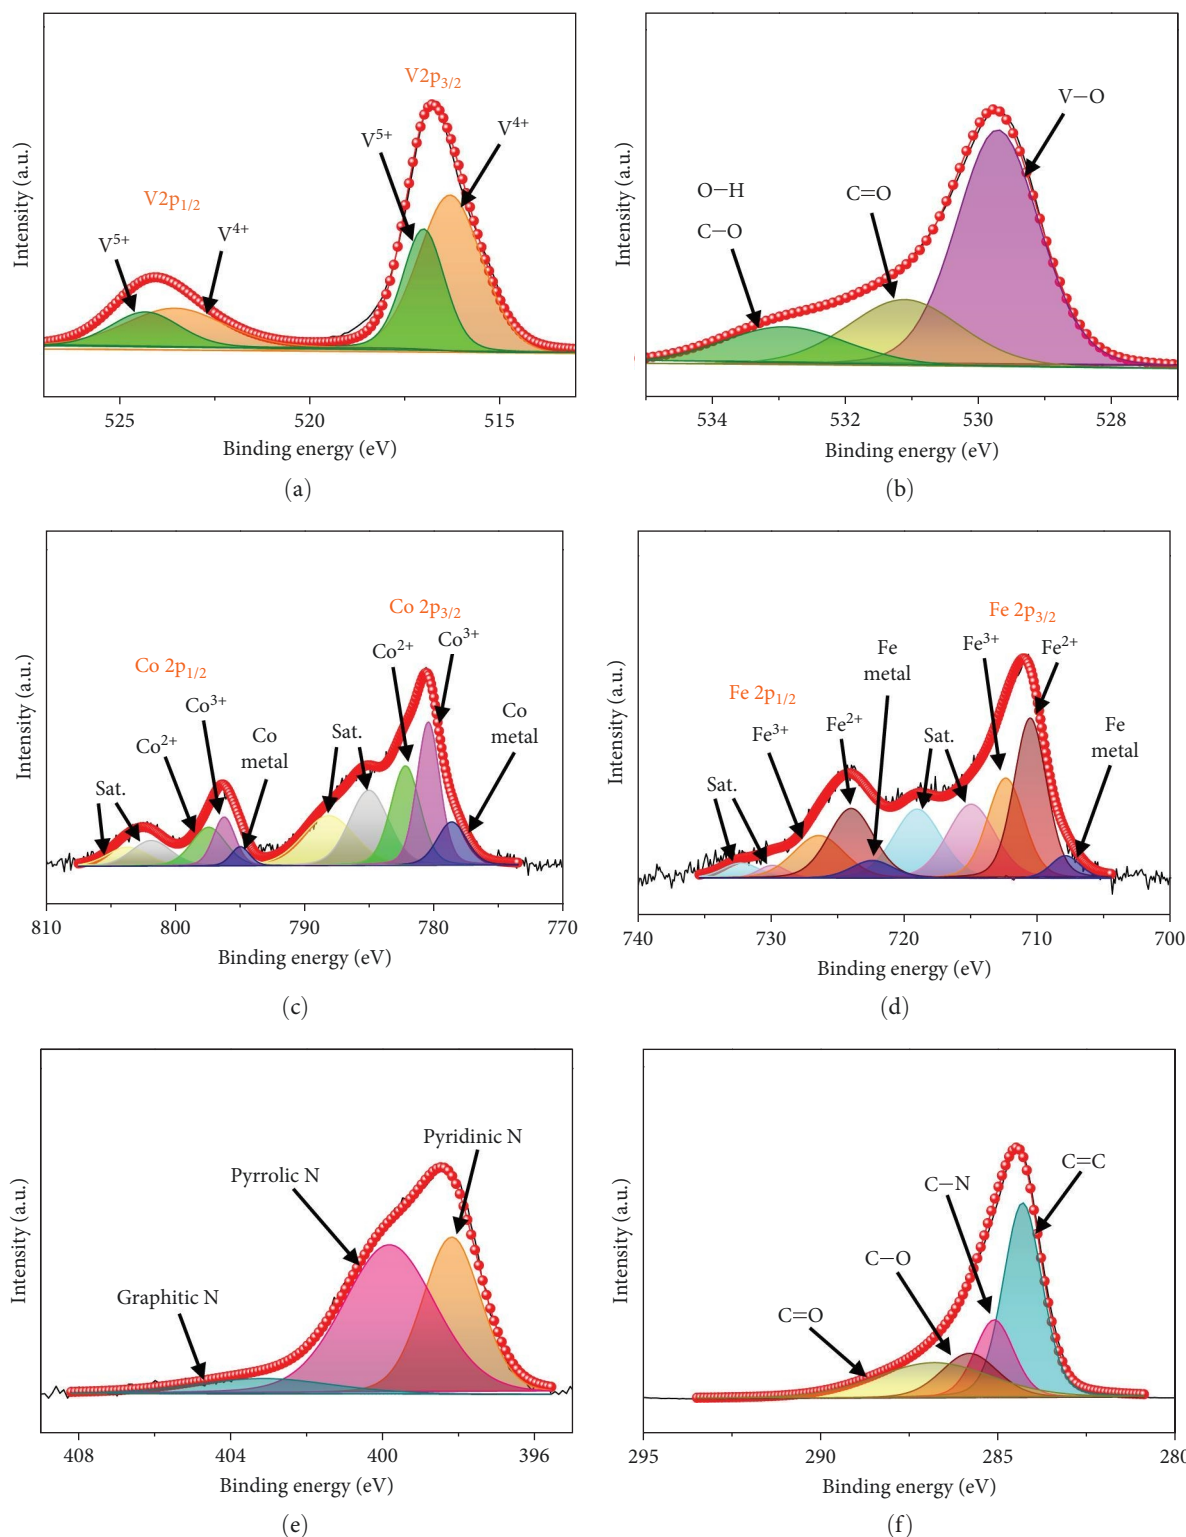 V2p3/2
V5+
V4+
V2p1/2
V5+
V4+
Intensity (a.u.)
525
520
515
Binding energy (eV)
(a)
V–O
O–H
C=O
C–O
Intensity (a.u.)
534
532
530
528
Binding energy (eV)
(b)
Co 2p3/2
Co3+
Co2+
Co 2p1/2
Co3+
Co
metal
Co2+
Co
metal
Sat.
Sat.
Intensity (a.u.)
810
800
790
780
770
Binding energy (eV)
(c)
Fe 2p3/2
Fe
metal
Fe3+
Fe2+
Fe 2p1/2
Fe2+
Fe3+
Sat.
Fe
metal
Sat.
Intensity (a.u.)
740
730
720
710
700
Binding energy (eV)
(d)
Pyridinic N
Pyrrolic N
Graphitic N
Intensity (a.u.)
408
404
400
396
Binding energy (eV)
(e)
C=C
C–N
C–O
C=O
Intensity (a.u.)
295
290
285
280
Binding energy (eV)
(f)